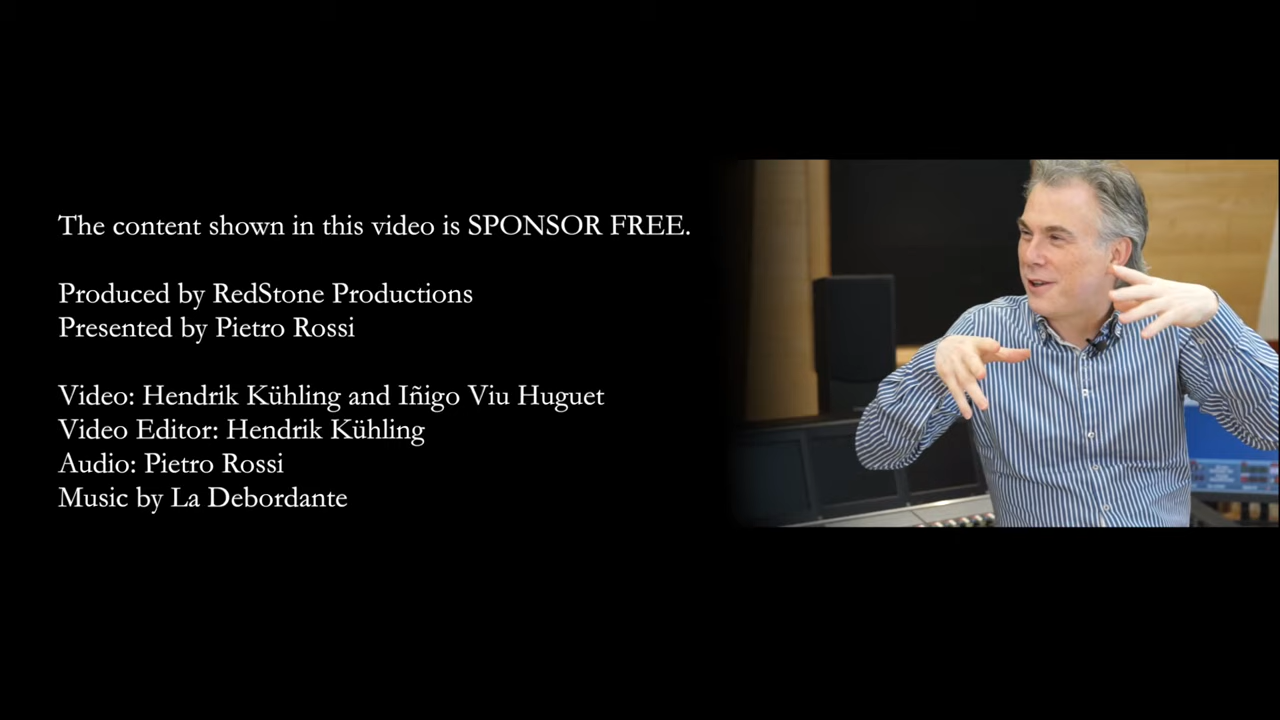 The content shown in this video is SPONSOR FREE.
Produced by RedStone Productions
Presented by Pietro Rossi
Video: Hendrik Kühling and Iñigo Viu Huguet
Video Editor: Hendrik Kühling
Audio: Pietro Rossi
Music by La Debordante